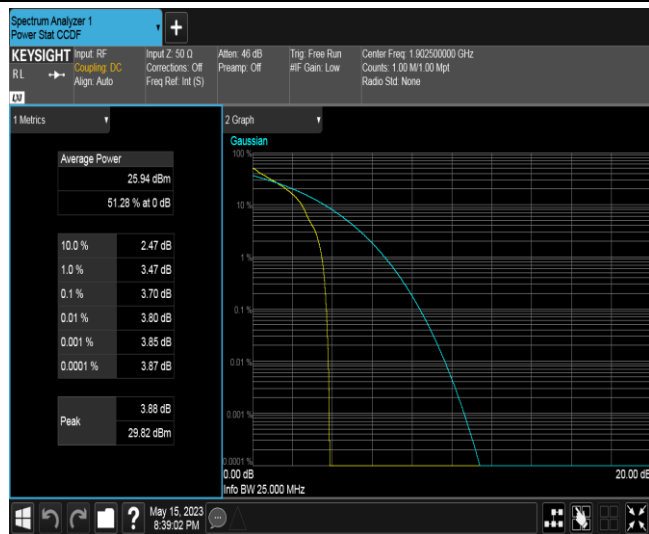 Spectrum Analyzer 1
Power Stat CCDF
+
KEYSIGHT
RL
LXI
Input: RF
Coupling: DC
Align: Auto
Input Z: 50 Ω
Corrections: Off
Freq Ref: Int (S)
Atten: 46 dB
Preamp: Off
Trig: Free Run
#IF Gain: Low
Center Freq: 1.902500000 GHz
Counts: 1.00 M/1.00 Mpt
Radio Std: None
1 Metrics
Average Power
25.94 dBm
51.28 % at 0 dB
10.0 % 2.47 dB
1.0 % 3.47 dB
0.1 % 3.70 dB
0.01 % 3.80 dB
0.001 % 3.85 dB
0.0001 % 3.87 dB
Peak
3.88 dB
29.82 dBm
2 Graph
Gaussian
100 %
10 %
1 %
0.1 %
0.01 %
0.001 %
0.0001 %
0.00 dB
20.00 dB
Info BW 25.000 MHz
?
May 15, 2023
8:39:02 PM